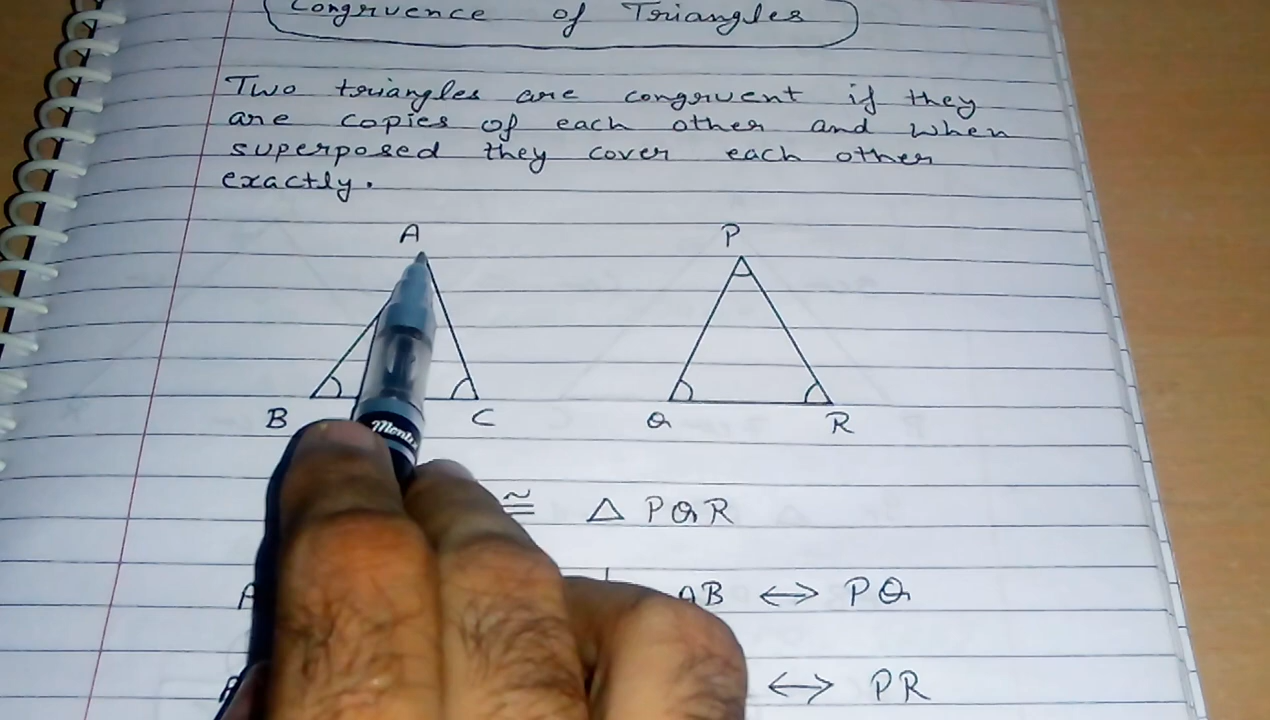 Congruence of Triangles
Two triangles are congruent if they
are copies of each other and when
superposed they cover each other
exactly.
A P
B C Q R
≅ △ PQR
A AB ↔ PQ
↔ PR